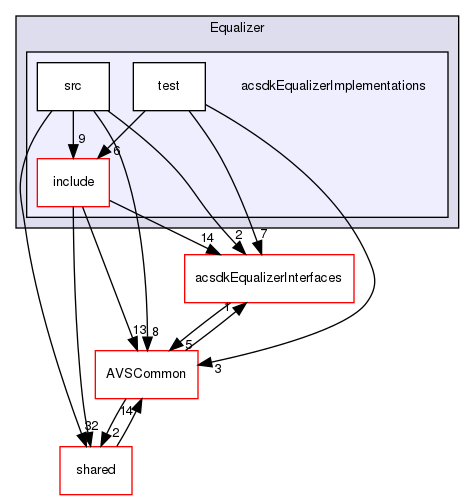 Equalizer
src
test
acsdkEqualizerImplementations
9
6
include
14
2
7
acsdkEqualizerInterfaces
1
13
8
5
3
AVSCommon
14
32
2
shared